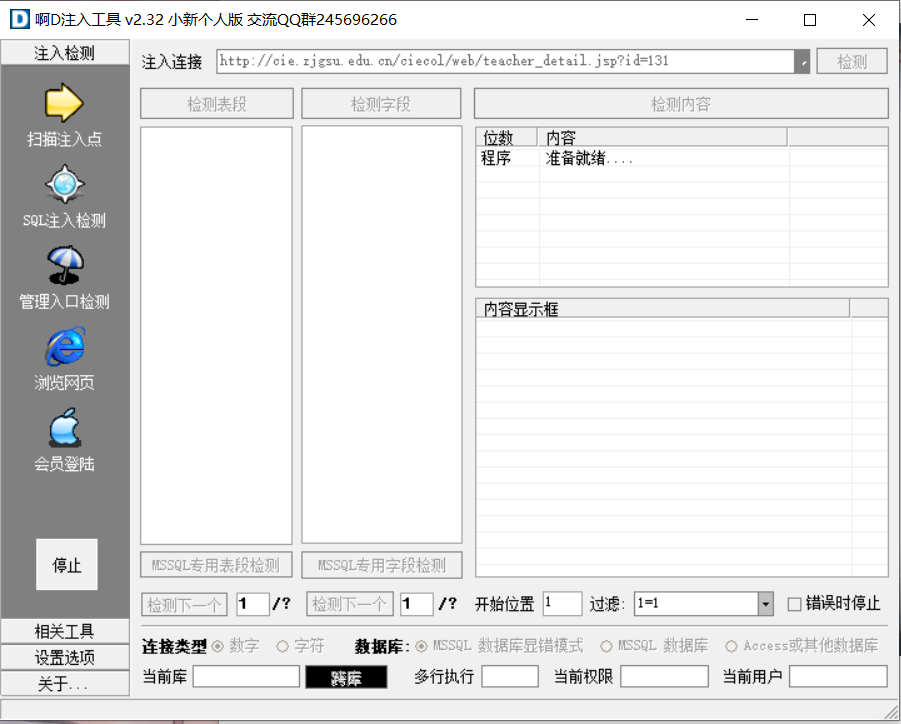 啊D注入工具 v2.32 小新个人版 交流QQ群245696266
注入检测
注入连接 http://cie.zjgsu.edu.cn/ciecol/web/teacher_detail.jsp?id=131 检测
检测表段 检测字段 检测内容
扫描注入点
位数 内容
程序 准备就绪....
SQL注入检测
管理入口检测
内容显示框
浏览网页
会员登陆
停止
MSSQL专用表段检测 MSSQL专用字段检测
检测下一个 1 /? 检测下一个 1 /? 开始位置 1 过滤: 1=1 错误时停止
相关工具
连接类型 数字 字符 数据库: MSSQL 数据库显错模式 MSSQL 数据库 Access或其他数据库
设置选项
当前库 跨库 多行执行 当前权限 当前用户
关于...